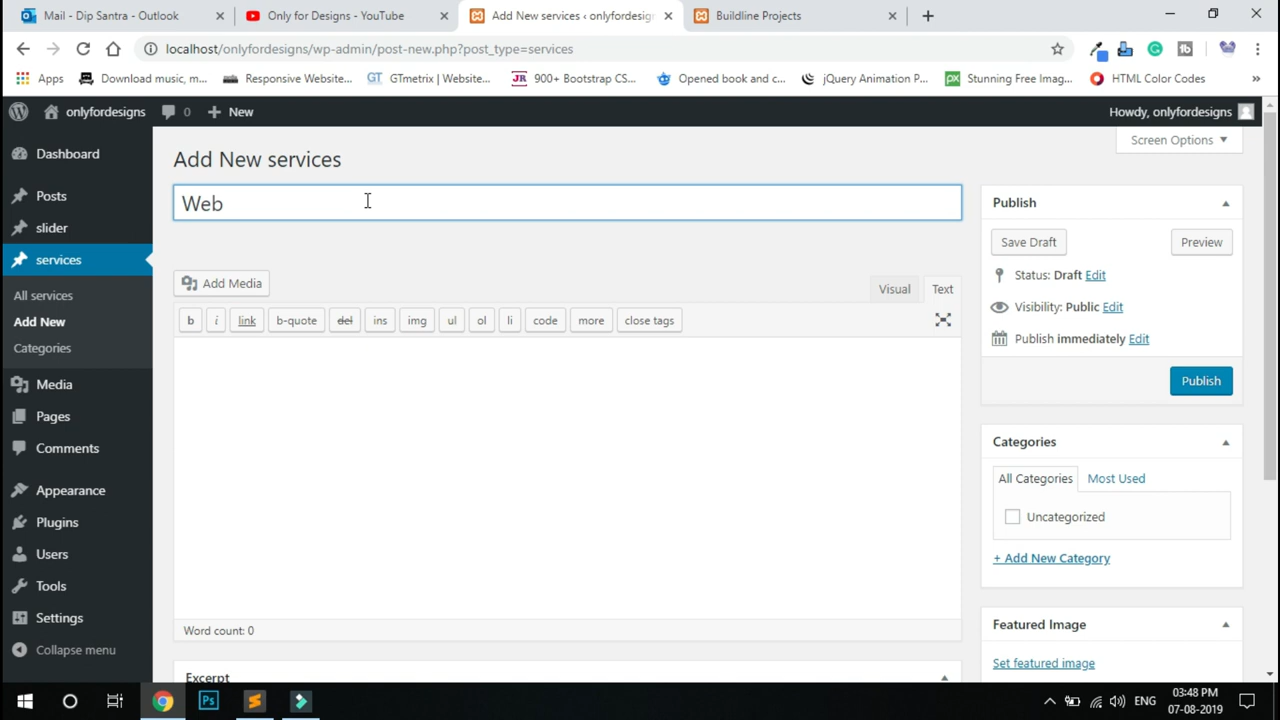 Mail - Dip Santra - Outlook
Only for Designs - YouTube
Add New services ‹ onlyfordesign
Buildline Projects
localhost/onlyfordesigns/wp-admin/post-new.php?post_type=services
Apps
Download music, m...
Responsive Website...
GT GTmetrix | Website...
JR 900+ Bootstrap CS...
Opened book and c...
jQuery Animation P...
px Stunning Free Imag...
HTML Color Codes
»
onlyfordesigns
0
New
Howdy, onlyfordesigns
Dashboard
Posts
slider
services
All services
Add New
Categories
Media
Pages
Comments
Appearance
Plugins
Users
Tools
Settings
Collapse menu
Screen Options
Add New services
Web
Add Media
Visual
Text
b
i
link
b-quote
del
ins
img
ul
ol
li
code
more
close tags
Word count: 0
Excerpt
Publish
Save Draft
Preview
Status: Draft Edit
Visibility: Public Edit
Publish immediately Edit
Publish
Categories
All Categories
Most Used
Uncategorized
+ Add New Category
Featured Image
Set featured image
Ps
ENG
03:48 PM
07-08-2019